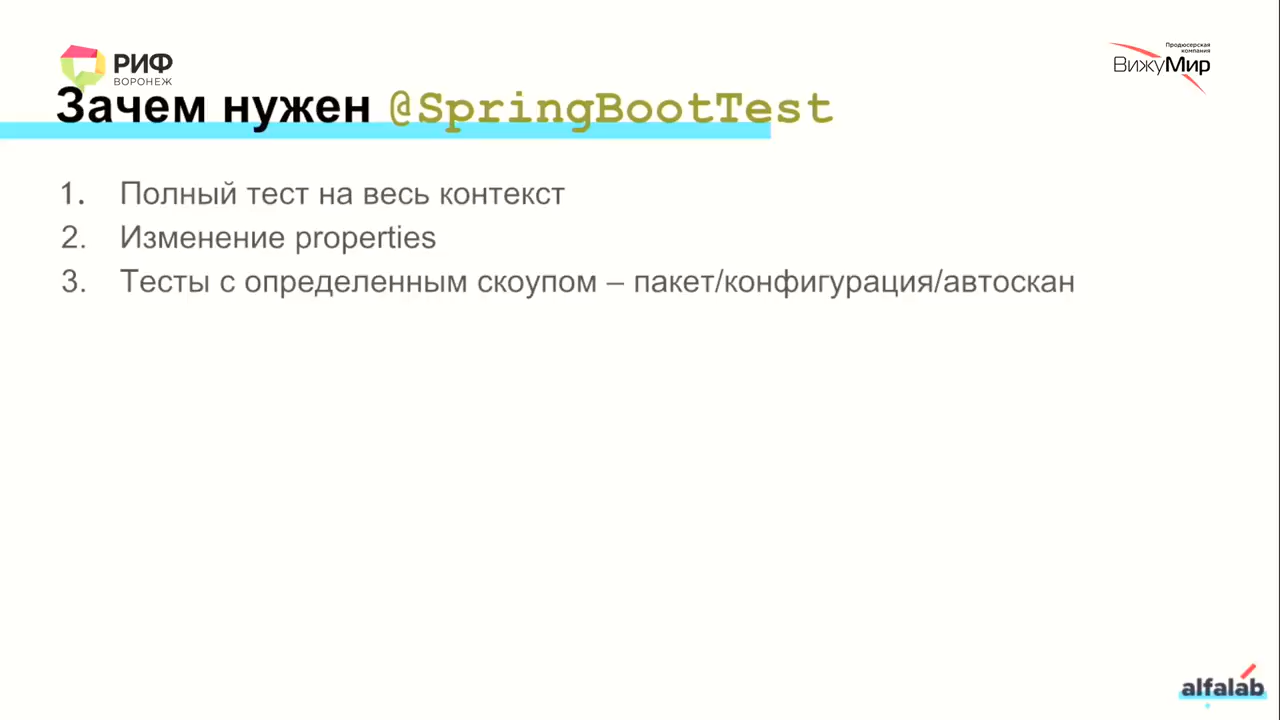 РИФ
ВОРОНЕЖ
Продюсерская
компания
ВижуМир
Зачем нужен @SpringBootTest
1. Полный тест на весь контекст
2. Изменение properties
3. Тесты с определенным скоупом – пакет/конфигурация/автоскан
alfalab